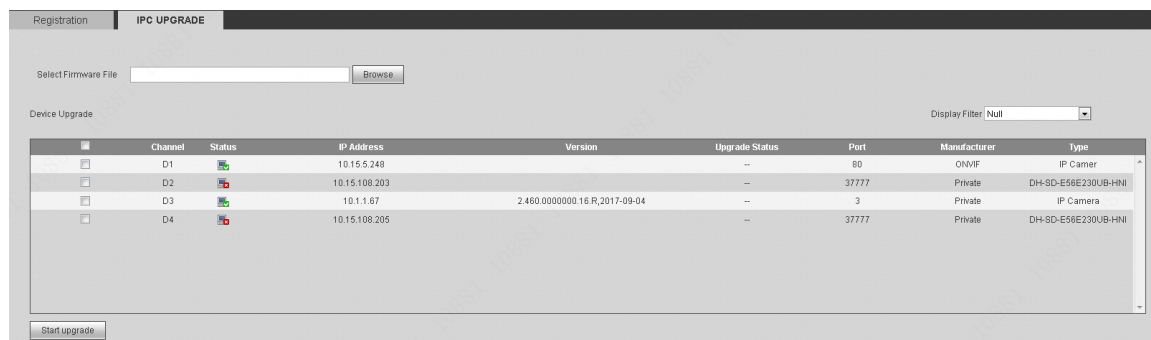 Registration IPC UPGRADE
Select Firmware File Browse
Device Upgrade Display Filter Null
Channel Status IP Address Version Upgrade Status Port Manufacturer Type
D1 10.15.5.248 -- 80 ONVIF IP Camer
D2 10.15.108.203 -- 37777 Private DH-SD-E56E230UB-HNI
D3 10.1.1.67 2.460.0000000.16.R,2017-09-04 -- 3 Private IP Camera
D4 10.15.108.205 -- 37777 Private DH-SD-E56E230UB-HNI
Start upgrade